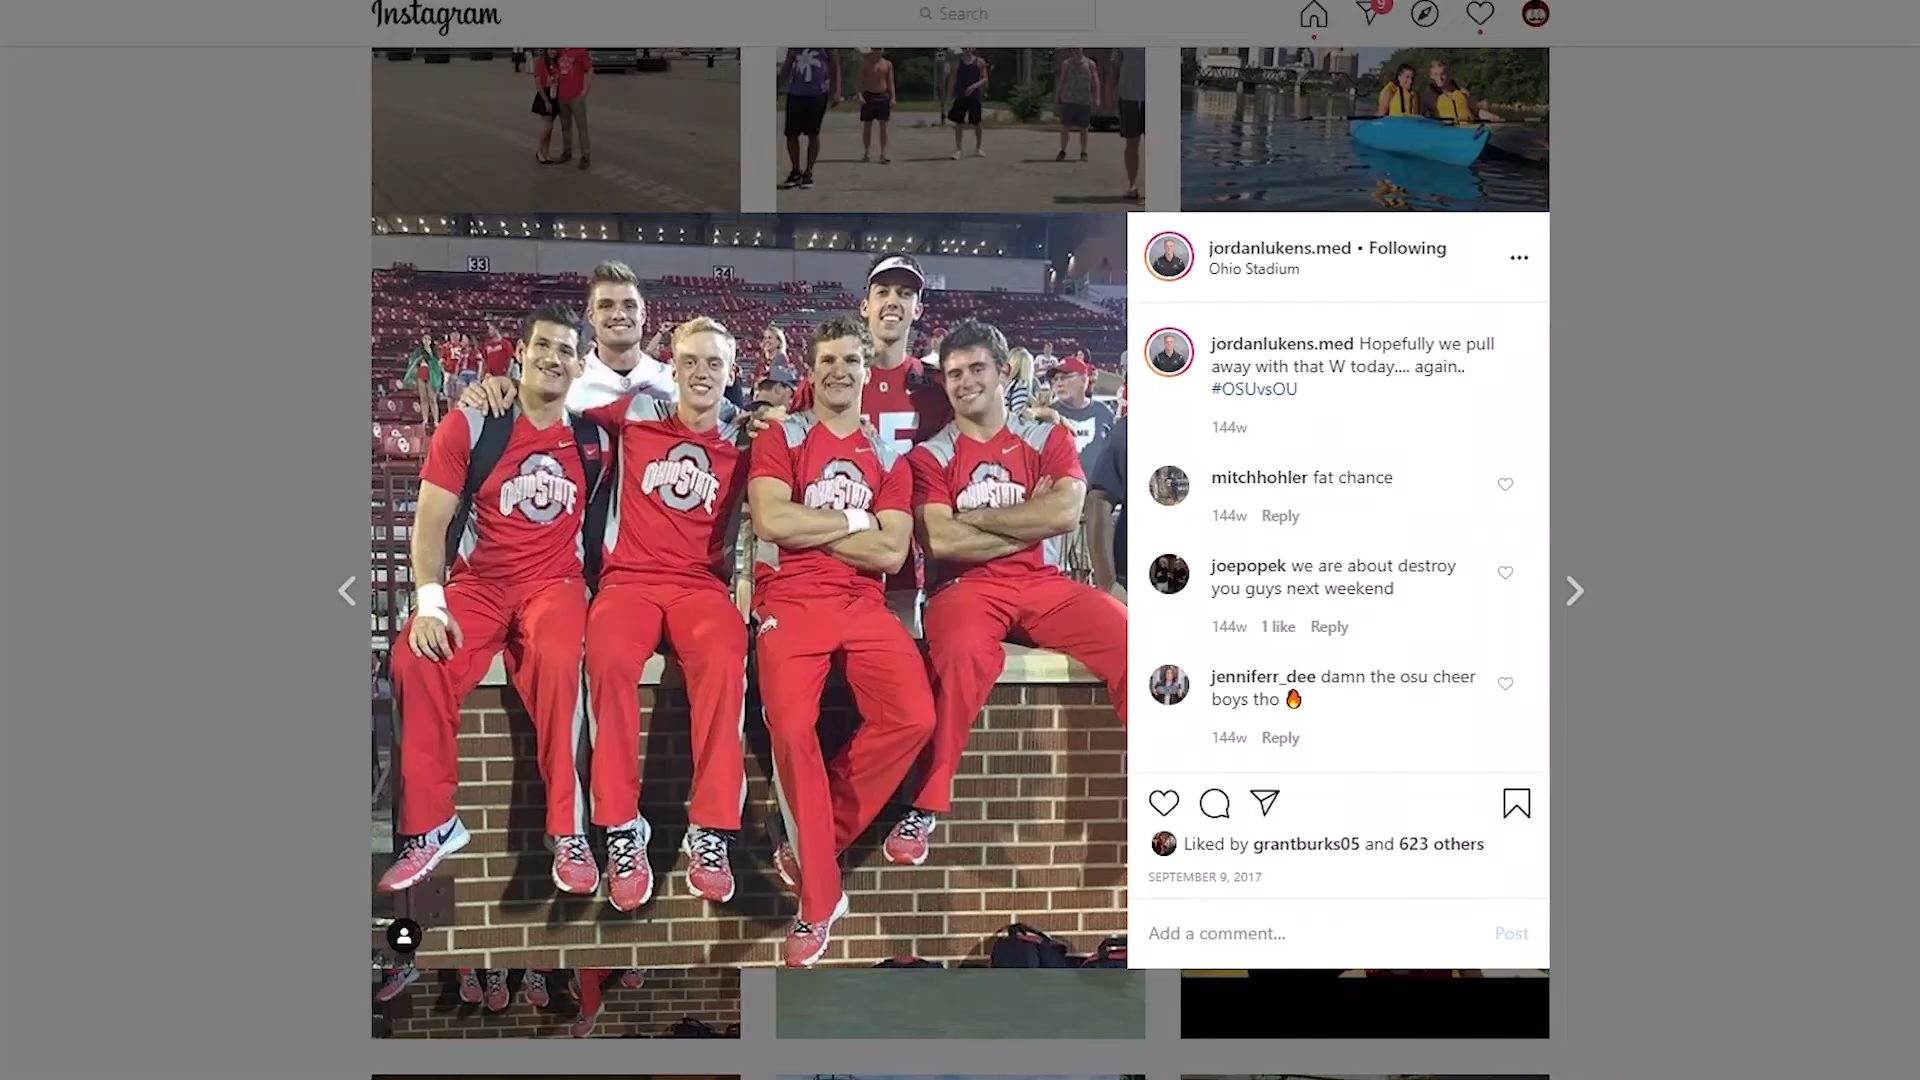 Instagram
Search
9
33
34
15
O
OHIO STATE
OHIO STATE
OHIO STATE
OHIO STATE
jordanlukens.med • Following
Ohio Stadium
jordanlukens.med Hopefully we pull
away with that W today.... again..
#OSUvsOU
144w
mitchhohler fat chance
144w Reply
joepopek we are about destroy
you guys next weekend
144w 1 like Reply
jenniferr_dee damn the osu cheer
boys tho 🔥
144w Reply
Liked by grantburks05 and 623 others
SEPTEMBER 9, 2017
Add a comment... Post